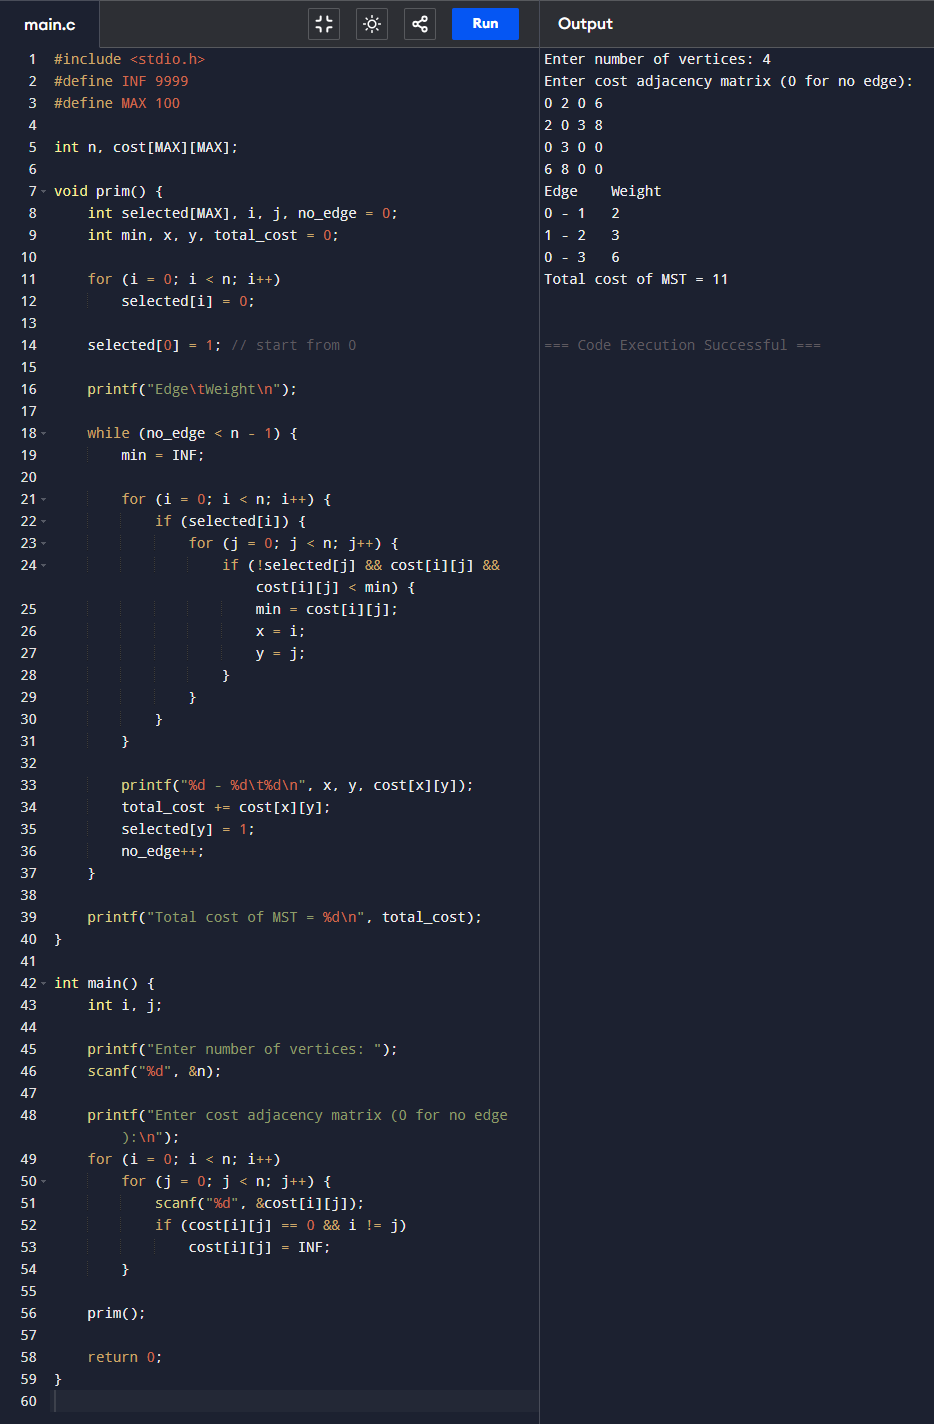 main.c
Run
Output
1 #include <stdio.h>
2 #define INF 9999
3 #define MAX 100
4
5 int n, cost[MAX][MAX];
6
7 void prim() {
8     int selected[MAX], i, j, no_edge = 0;
9     int min, x, y, total_cost = 0;
10
11     for (i = 0; i < n; i++)
12         selected[i] = 0;
13
14     selected[0] = 1; // start from 0
15
16     printf("Edge\tWeight\n");
17
18     while (no_edge < n - 1) {
19         min = INF;
20
21         for (i = 0; i < n; i++) {
22             if (selected[i]) {
23                 for (j = 0; j < n; j++) {
24                     if (!selected[j] && cost[i][j] &&
                        cost[i][j] < min) {
25                         min = cost[i][j];
26                         x = i;
27                         y = j;
28                     }
29                 }
30             }
31         }
32
33         printf("%d - %d\t%d\n", x, y, cost[x][y]);
34         total_cost += cost[x][y];
35         selected[y] = 1;
36         no_edge++;
37     }
38
39     printf("Total cost of MST = %d\n", total_cost);
40 }
41
42 int main() {
43     int i, j;
44
45     printf("Enter number of vertices: ");
46     scanf("%d", &n);
47
48     printf("Enter cost adjacency matrix (0 for no edge
        ):\n");
49     for (i = 0; i < n; i++)
50         for (j = 0; j < n; j++) {
51             scanf("%d", &cost[i][j]);
52             if (cost[i][j] == 0 && i != j)
53                 cost[i][j] = INF;
54         }
55
56     prim();
57
58     return 0;
59 }
60
Enter number of vertices: 4
Enter cost adjacency matrix (0 for no edge):
0 2 0 6
2 0 3 8
0 3 0 0
6 8 0 0
Edge    Weight
0 - 1   2
1 - 2   3
0 - 3   6
Total cost of MST = 11
=== Code Execution Successful ===